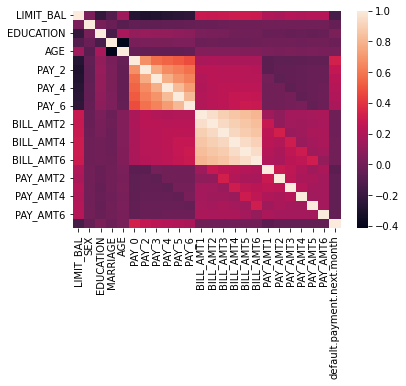 LIMIT_BAL
EDUCATION
AGE
PAY_2
PAY_4
PAY_6
BILL_AMT2
BILL_AMT4
BILL_AMT6
PAY_AMT2
PAY_AMT4
PAY_AMT6
LIMIT_BAL
SEX
EDUCATION
MARRIAGE
AGE
PAY_0
PAY_2
PAY_3
PAY_4
PAY_5
PAY_6
BILL_AMT1
BILL_AMT2
BILL_AMT3
BILL_AMT4
BILL_AMT5
BILL_AMT6
PAY_AMT1
PAY_AMT2
PAY_AMT3
PAY_AMT4
PAY_AMT5
PAY_AMT6
default.payment.next.month
1.0
0.8
0.6
0.4
0.2
0.0
−0.2
−0.4